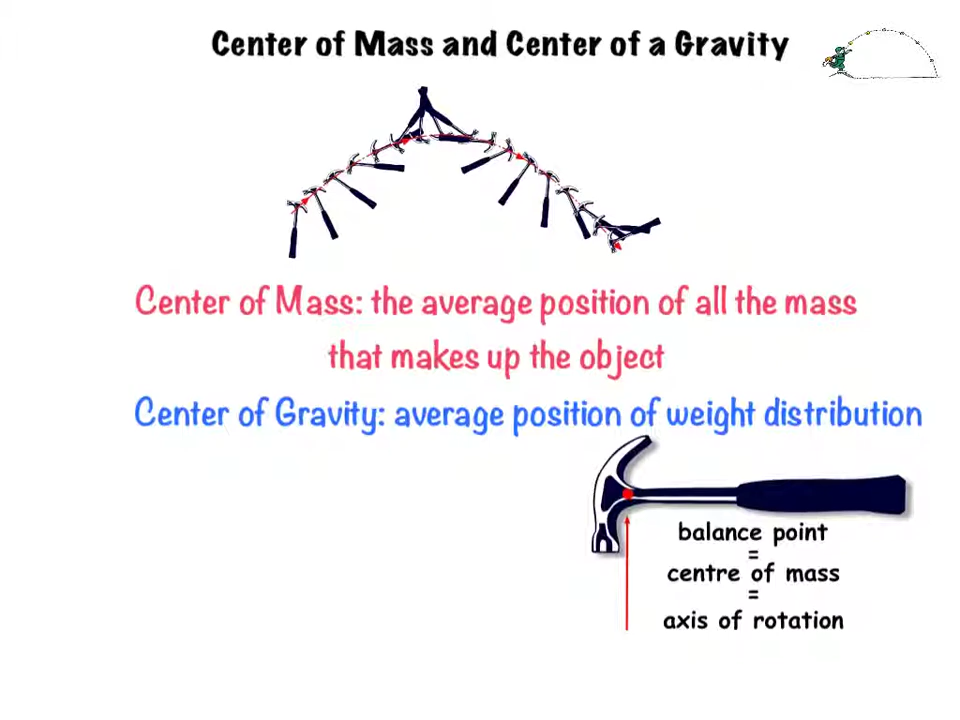 Center of Mass and Center of a Gravity
Center of Mass: the average position of all the mass
that makes up the object
Center of Gravity: average position of weight distribution
balance point
=
centre of mass
=
axis of rotation